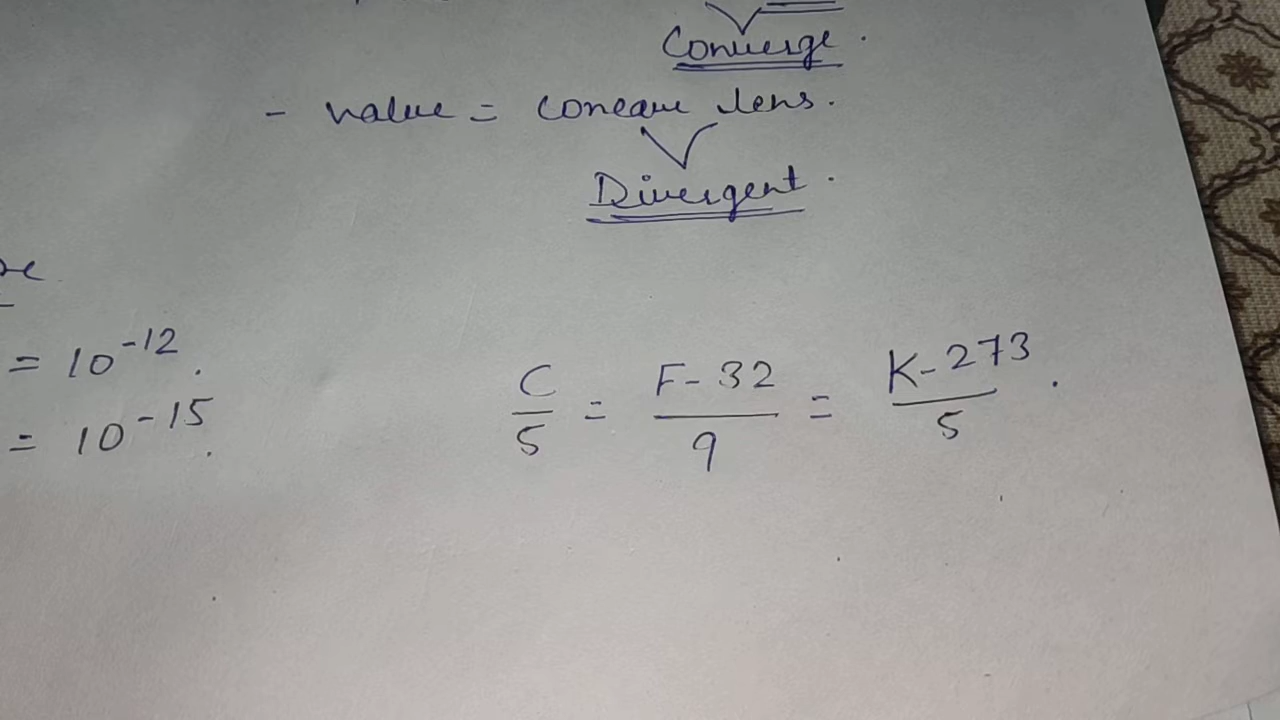 Converge.
- value = concave lens.
Divergent.
= 10^-12.
= 10^-15.
C/5 = F-32/9 = K-273/5.